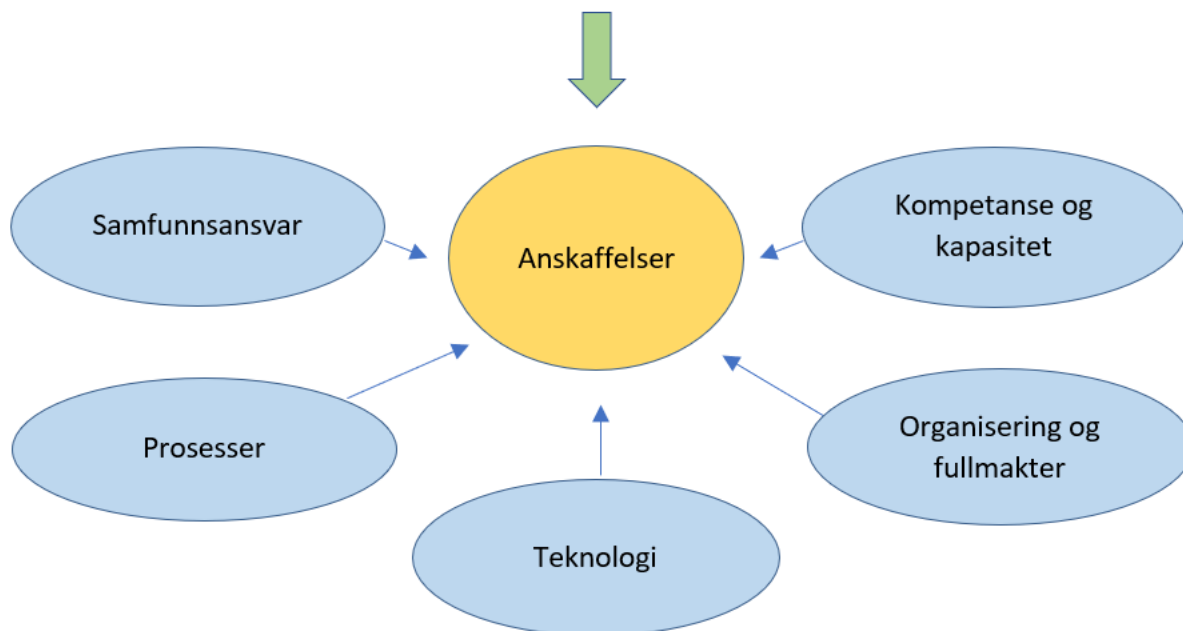 Samfunnsansvar
Anskaffelser
Kompetanse og
kapasitet
Prosesser
Organisering og
fullmakter
Teknologi